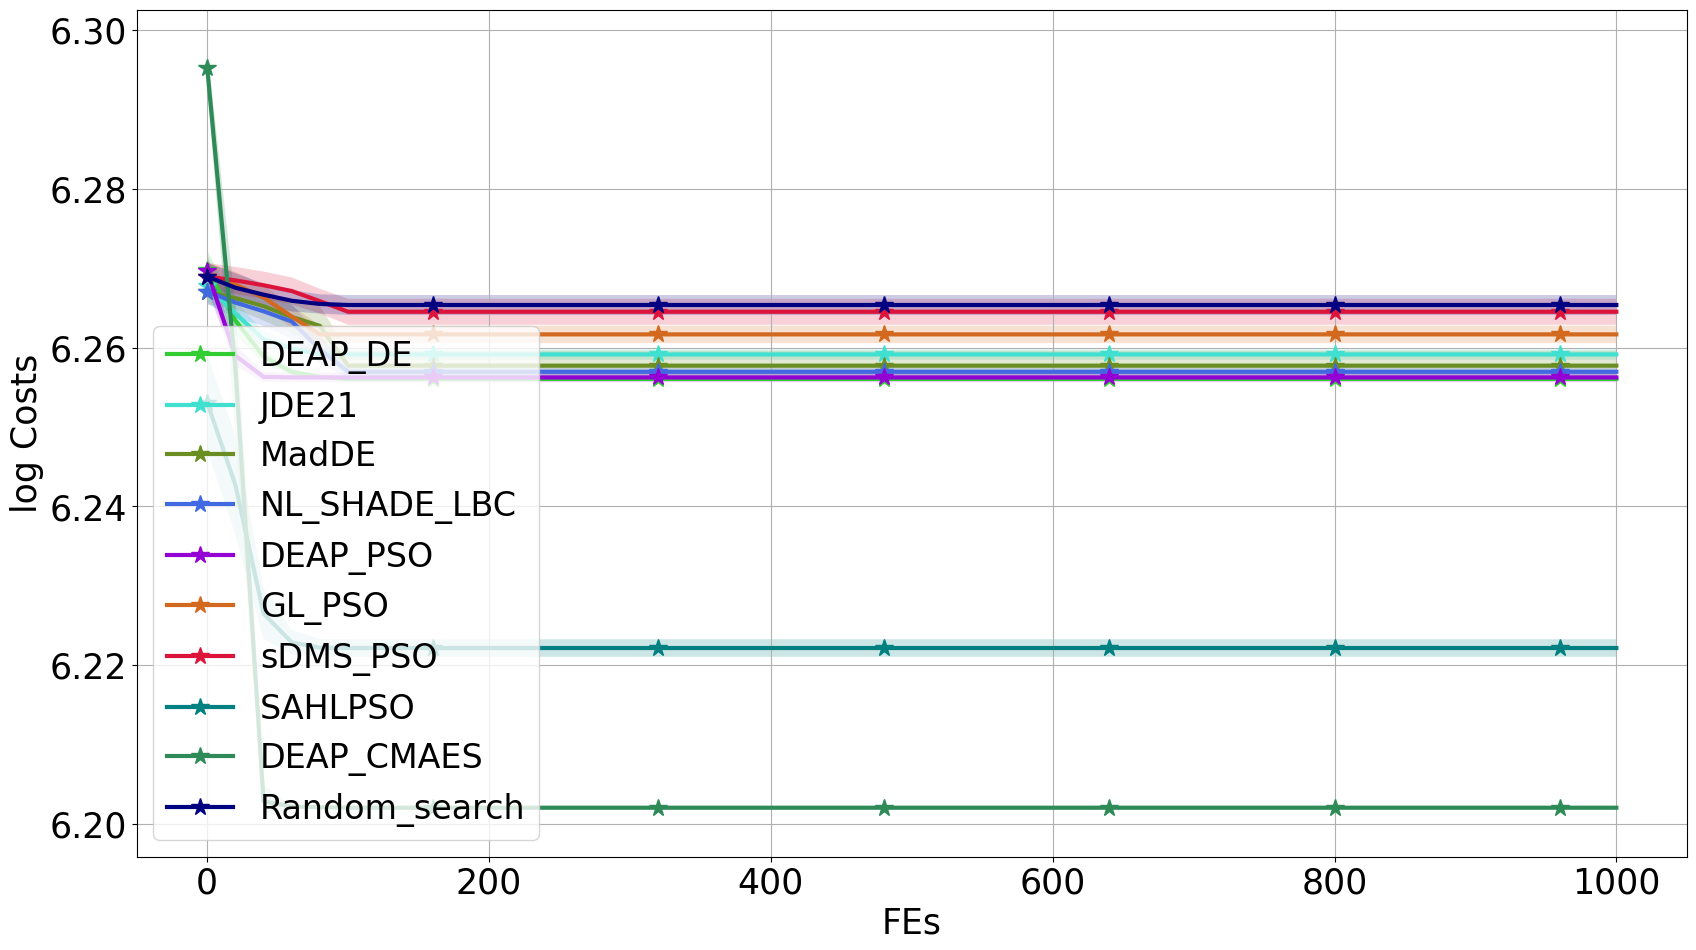 6.30
6.28
6.26
6.24
6.22
6.20
log Costs
DEAP_DE
JDE21
MadDE
NL_SHADE_LBC
DEAP_PSO
GL_PSO
sDMS_PSO
SAHLPSO
DEAP_CMAES
Random_search
0 200 400 600 800 1000
FEs